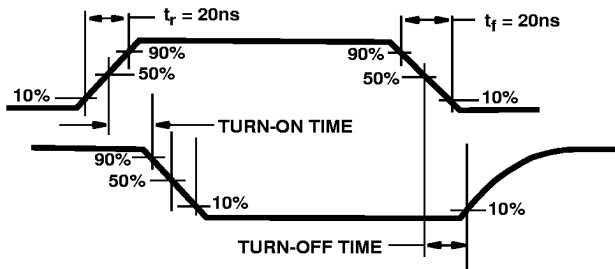 tr = 20ns
tf = 20ns
90%
90%
50%
50%
10%
10%
TURN-ON TIME
90%
50%
10%
10%
TURN-OFF TIME